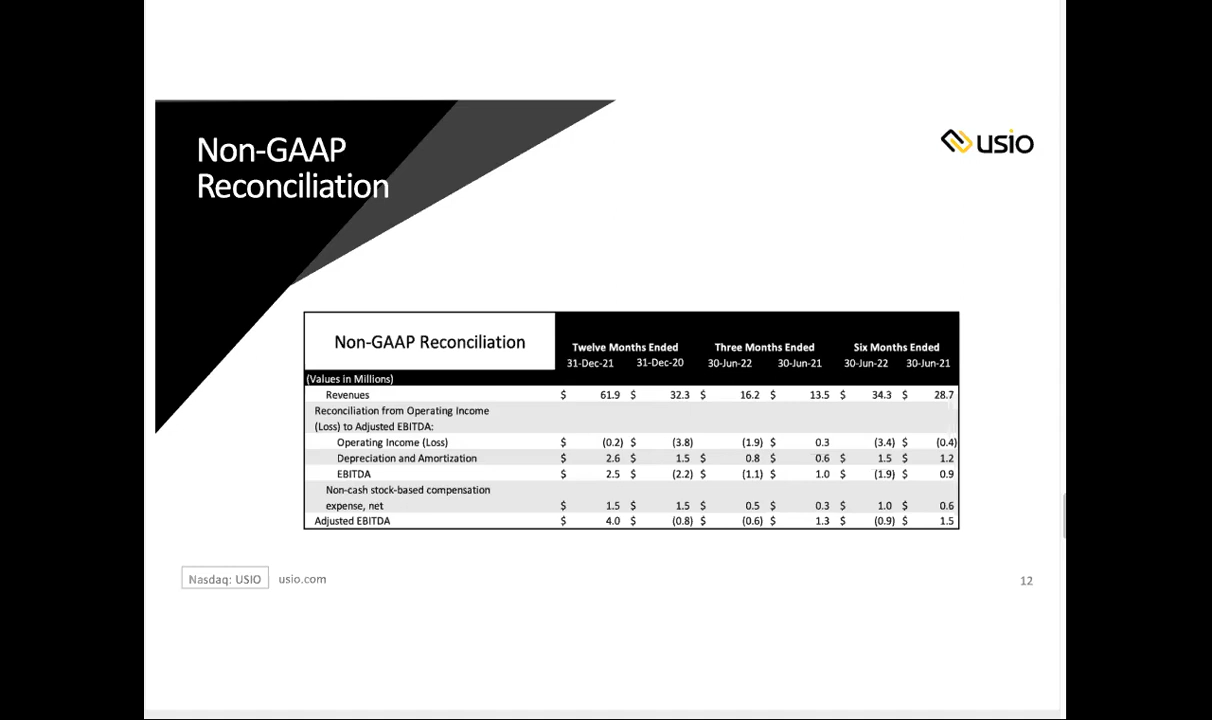 Non-GAAP
Reconciliation
usio
Non-GAAP Reconciliation
Twelve Months Ended Three Months Ended Six Months Ended
31-Dec-21 31-Dec-20 30-Jun-22 30-Jun-21 30-Jun-22 30-Jun-21
(Values in Millions)
Revenues $ 61.9 $ 32.3 $ 16.2 $ 13.5 $ 34.3 $ 28.7
Reconciliation from Operating Income
(Loss) to Adjusted EBITDA:
Operating Income (Loss) $ (0.2) $ (3.8) (1.9) $ 0.3 (3.4) $ (0.4)
Depreciation and Amortization $ 2.6 $ 1.5 $ 0.8 $ 0.6 $ 1.5 $ 1.2
EBITDA $ 2.5 $ (2.2) $ (1.1) $ 1.0 $ (1.9) $ 0.9
Non-cash stock-based compensation
expense, net $ 1.5 $ 1.5 $ 0.5 $ 0.3 $ 1.0 $ 0.6
Adjusted EBITDA $ 4.0 $ (0.8) $ (0.6) $ 1.3 $ (0.9) $ 1.5
Nasdaq: USIO usio.com 12